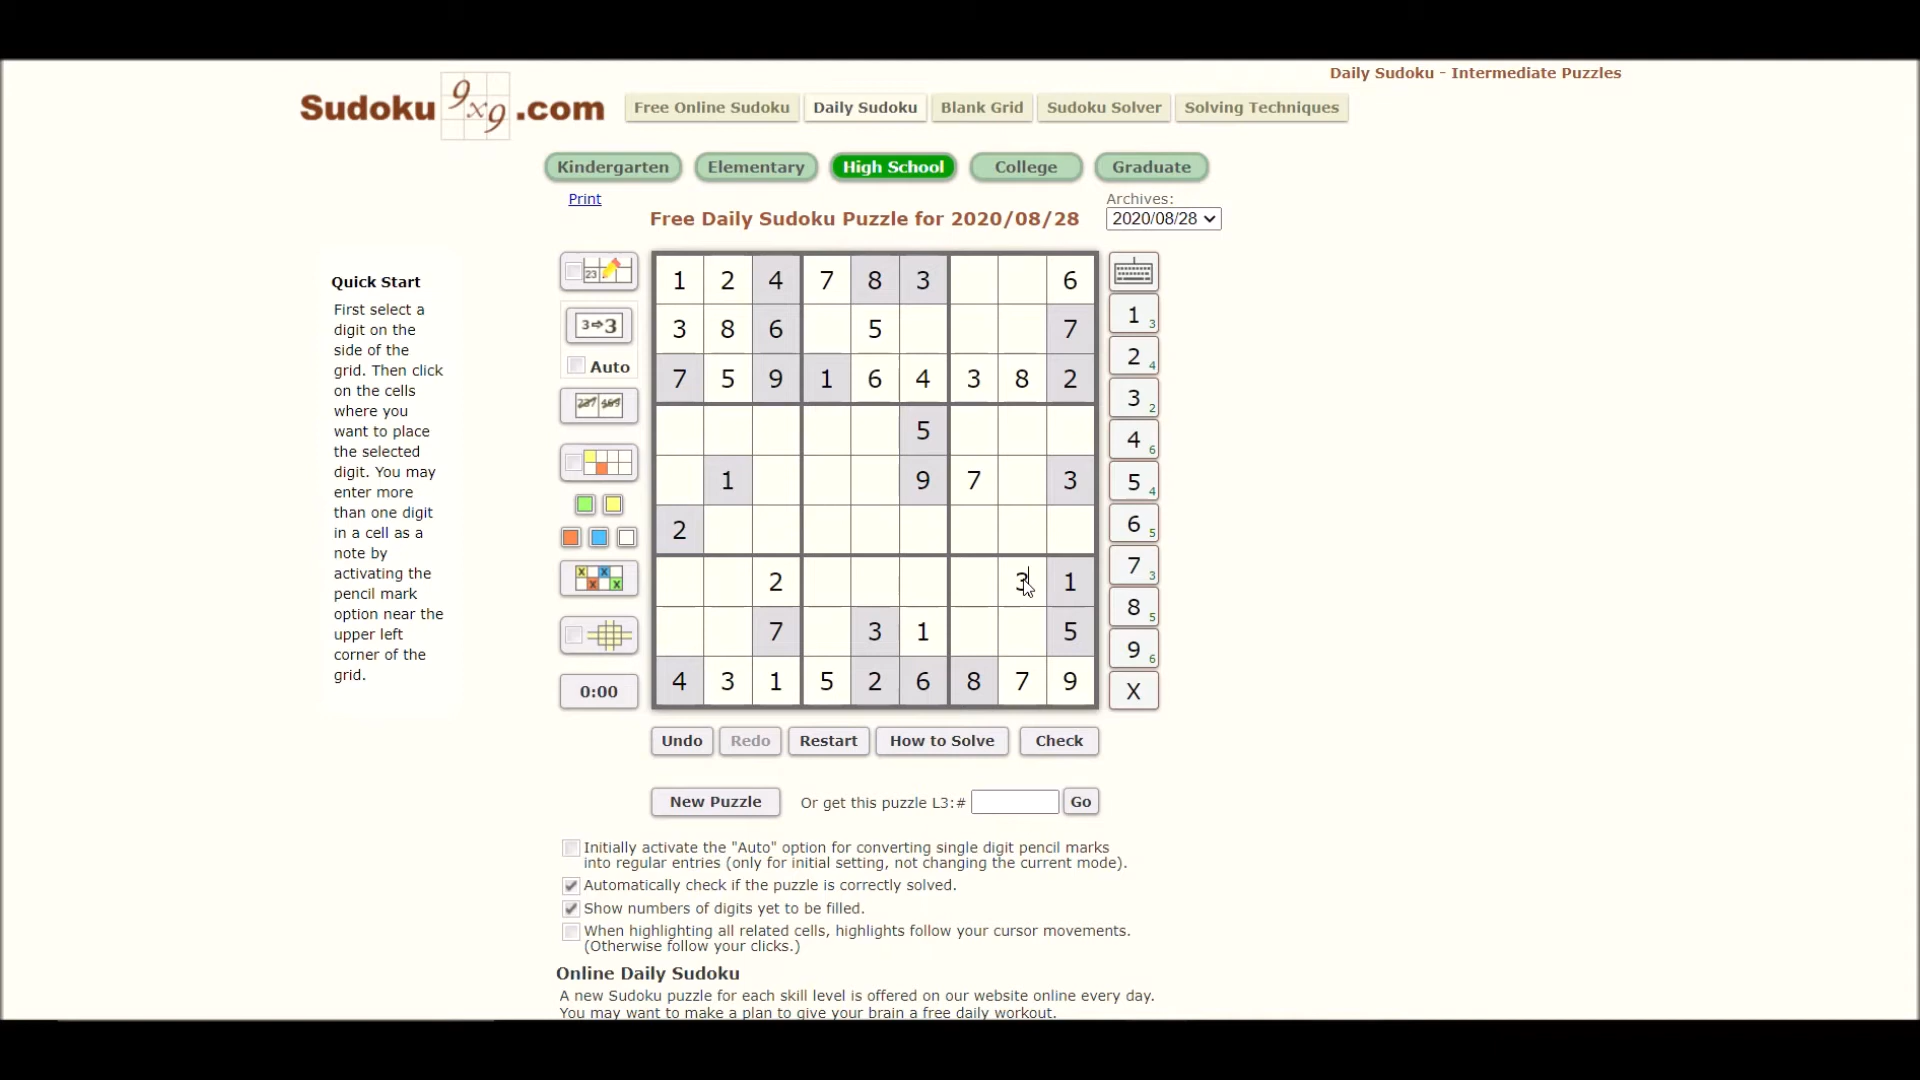 Daily Sudoku - Intermediate Puzzles
Sudoku 9x9 .com
Free Online Sudoku Daily Sudoku Blank Grid Sudoku Solver Solving Techniques
Kindergarten Elementary High School College Graduate
Print
Archives:
Free Daily Sudoku Puzzle for 2020/08/28
2020/08/28
Quick Start
First select a
digit on the
side of the
grid. Then click
on the cells
where you
want to place
the selected
digit. You may
enter more
than one digit
in a cell as a
note by
activating the
pencil mark
option near the
upper left
corner of the
grid.
23
3⇒3
Auto
237 469
X X
X X
0:00
1 2 4 7 8 3 6
3 8 6 5 7
7 5 9 1 6 4 3 8 2
5
1 9 7 3
2
2 3 1
7 3 1 5
4 3 1 5 2 6 8 7 9
1 3
2 4
3 2
4 6
5 4
6 5
7 3
8 5
9 6
X
Undo Redo Restart How to Solve Check
New Puzzle Or get this puzzle L3:# Go
Initially activate the "Auto" option for converting single digit pencil marks
into regular entries (only for initial setting, not changing the current mode).
Automatically check if the puzzle is correctly solved.
Show numbers of digits yet to be filled.
When highlighting all related cells, highlights follow your cursor movements.
(Otherwise follow your clicks.)
Online Daily Sudoku
A new Sudoku puzzle for each skill level is offered on our website online every day.
You may want to make a plan to give your brain a free daily workout.